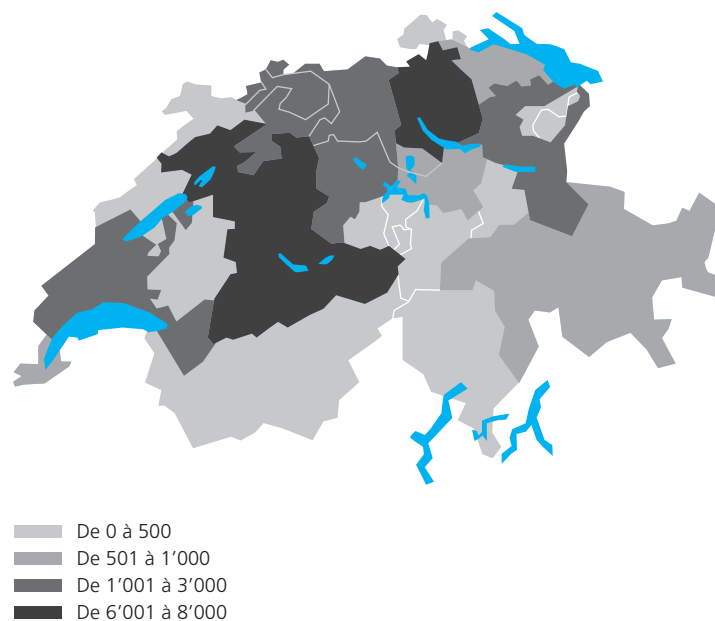 De 0 à 500
De 501 à 1’000
De 1’001 à 3’000
De 6’001 à 8’000